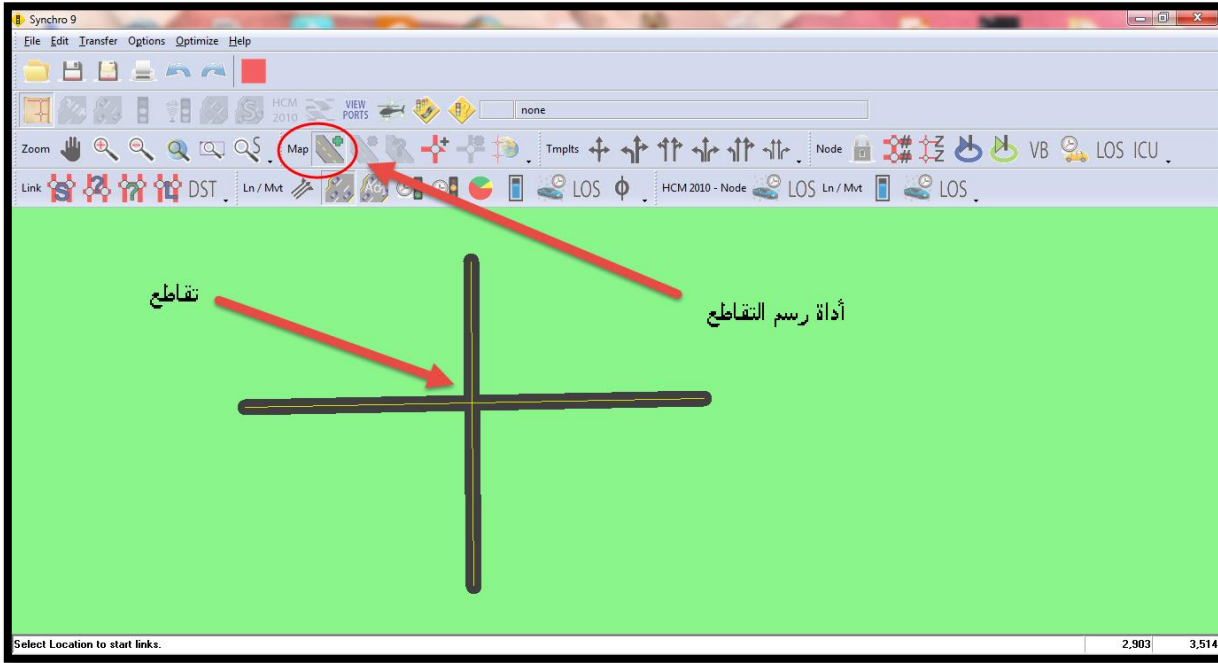 Synchro 9
File Edit Transfer Options Optimize Help
HCM 2010 VIEW PORTS none
Zoom S Map Tmplts Node # # Z Z VB LOS ICU
Link S ? ? DST Ln / Mvt LOS Φ HCM 2010 - Node LOS Ln / Mvt LOS
تقاطع
أداة رسم التقاطع
Select Location to start links. 2,903 3,514